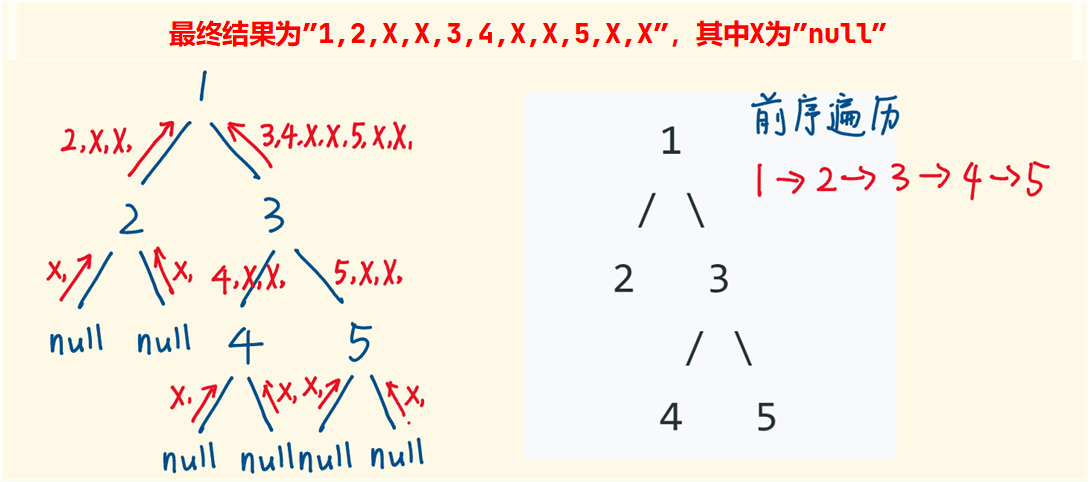 最终结果为”1,2,X,X,3,4,X,X,5,X,X”，其中X为”null”
1
2,X,X,
3,4.X.X.5,X,X,
2
3
X,
X,
4,X,X,
5,X,X,
null
null
4
5
X.
X,
X,
X,
null
null
null
null
前序遍历
1→2→3→4→5
1
/ \
2 3
/ \
4 5